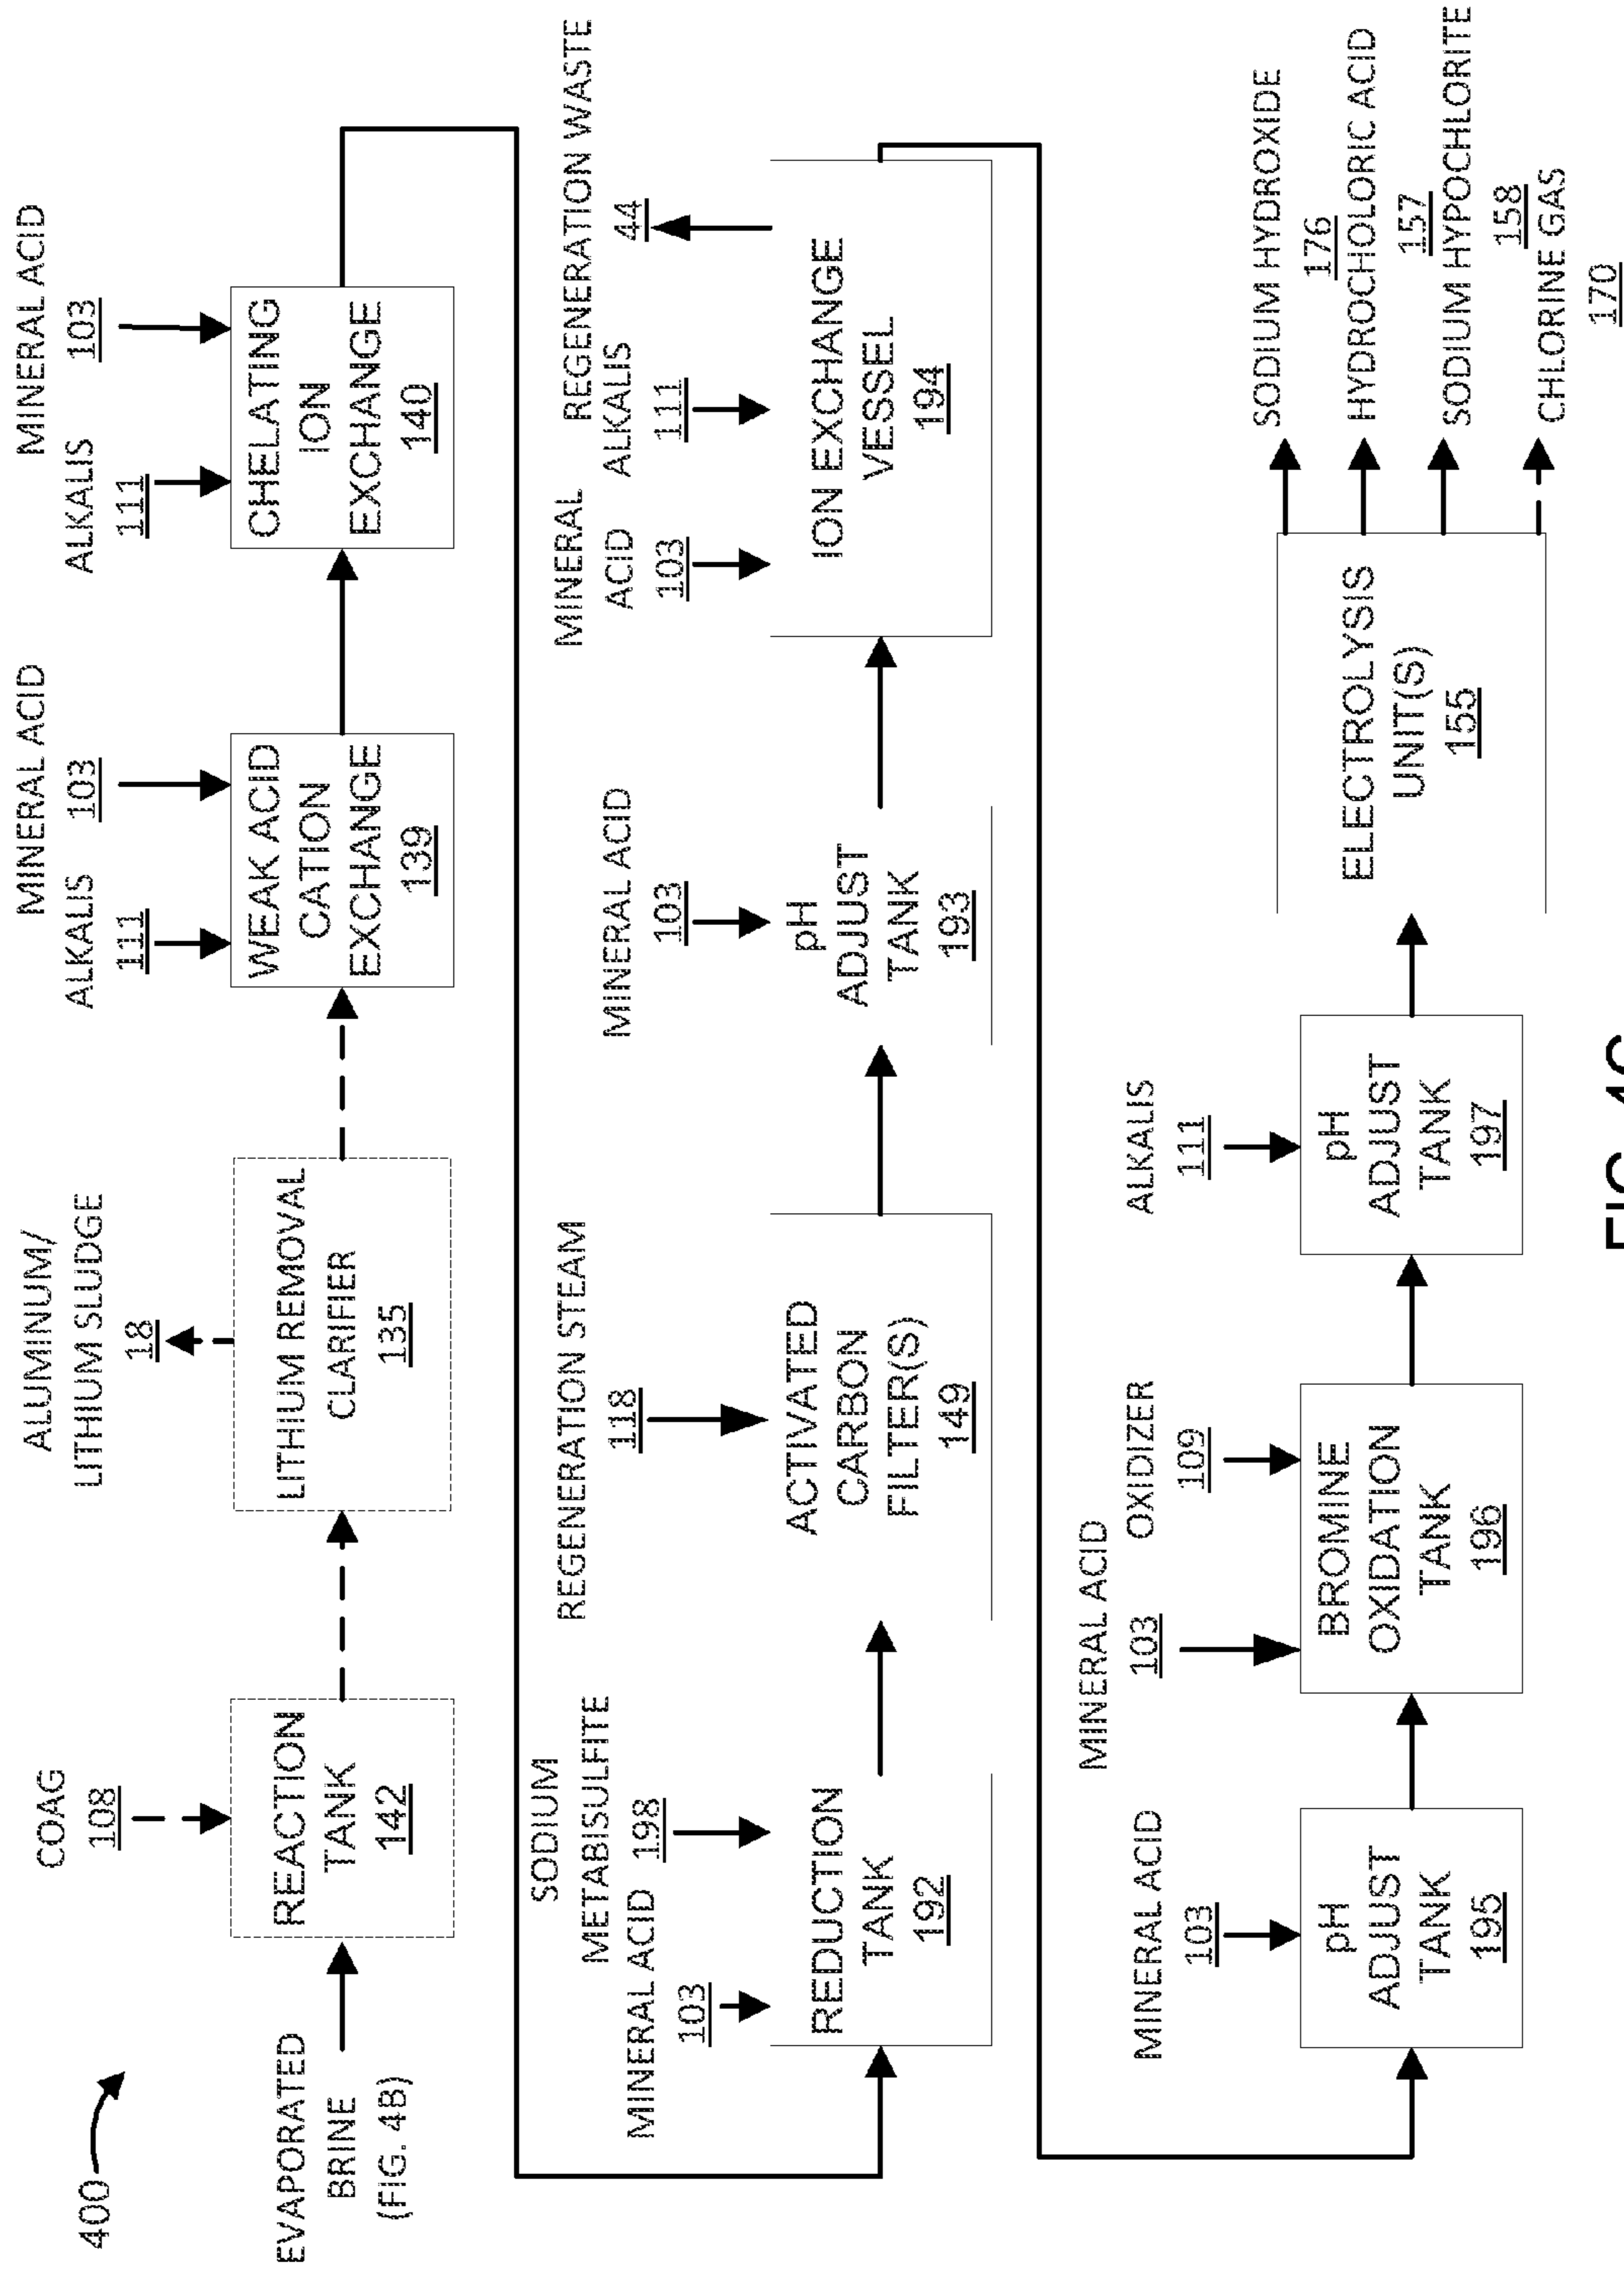 400
EVAPORATED
BRINE
(FIG. 4B)
COAG
108
REACTION
TANK
142
ALUMINUM/
LITHIUM SLUDGE
18
LITHIUM REMOVAL
CLARIFIER
135
ALKALIS
111
MINERAL ACID
103
WEAK ACID
CATION
EXCHANGE
139
ALKALIS
111
MINERAL ACID
103
CHELATING
ION
EXCHANGE
140
SODIUM
METABISULFITE
198
MINERAL ACID
103
REDUCTION
TANK
192
REGENERATION STEAM
118
ACTIVATED
CARBON
FILTER(S)
149
MINERAL ACID
103
pH
ADJUST
TANK
193
MINERAL
ACID
103
ALKALIS
111
REGENERATION WASTE
44
ION EXCHANGE
VESSEL
194
MINERAL ACID
103
pH
ADJUST
TANK
195
MINERAL ACID
103
OXIDIZER
109
BROMINE
OXIDATION
TANK
196
ALKALIS
111
pH
ADJUST
TANK
197
ELECTROLYSIS
UNIT(S)
155
SODIUM HYDROXIDE
176
HYDROCHOLORIC ACID
157
SODIUM HYPOCHLORITE
158
CHLORINE GAS
170